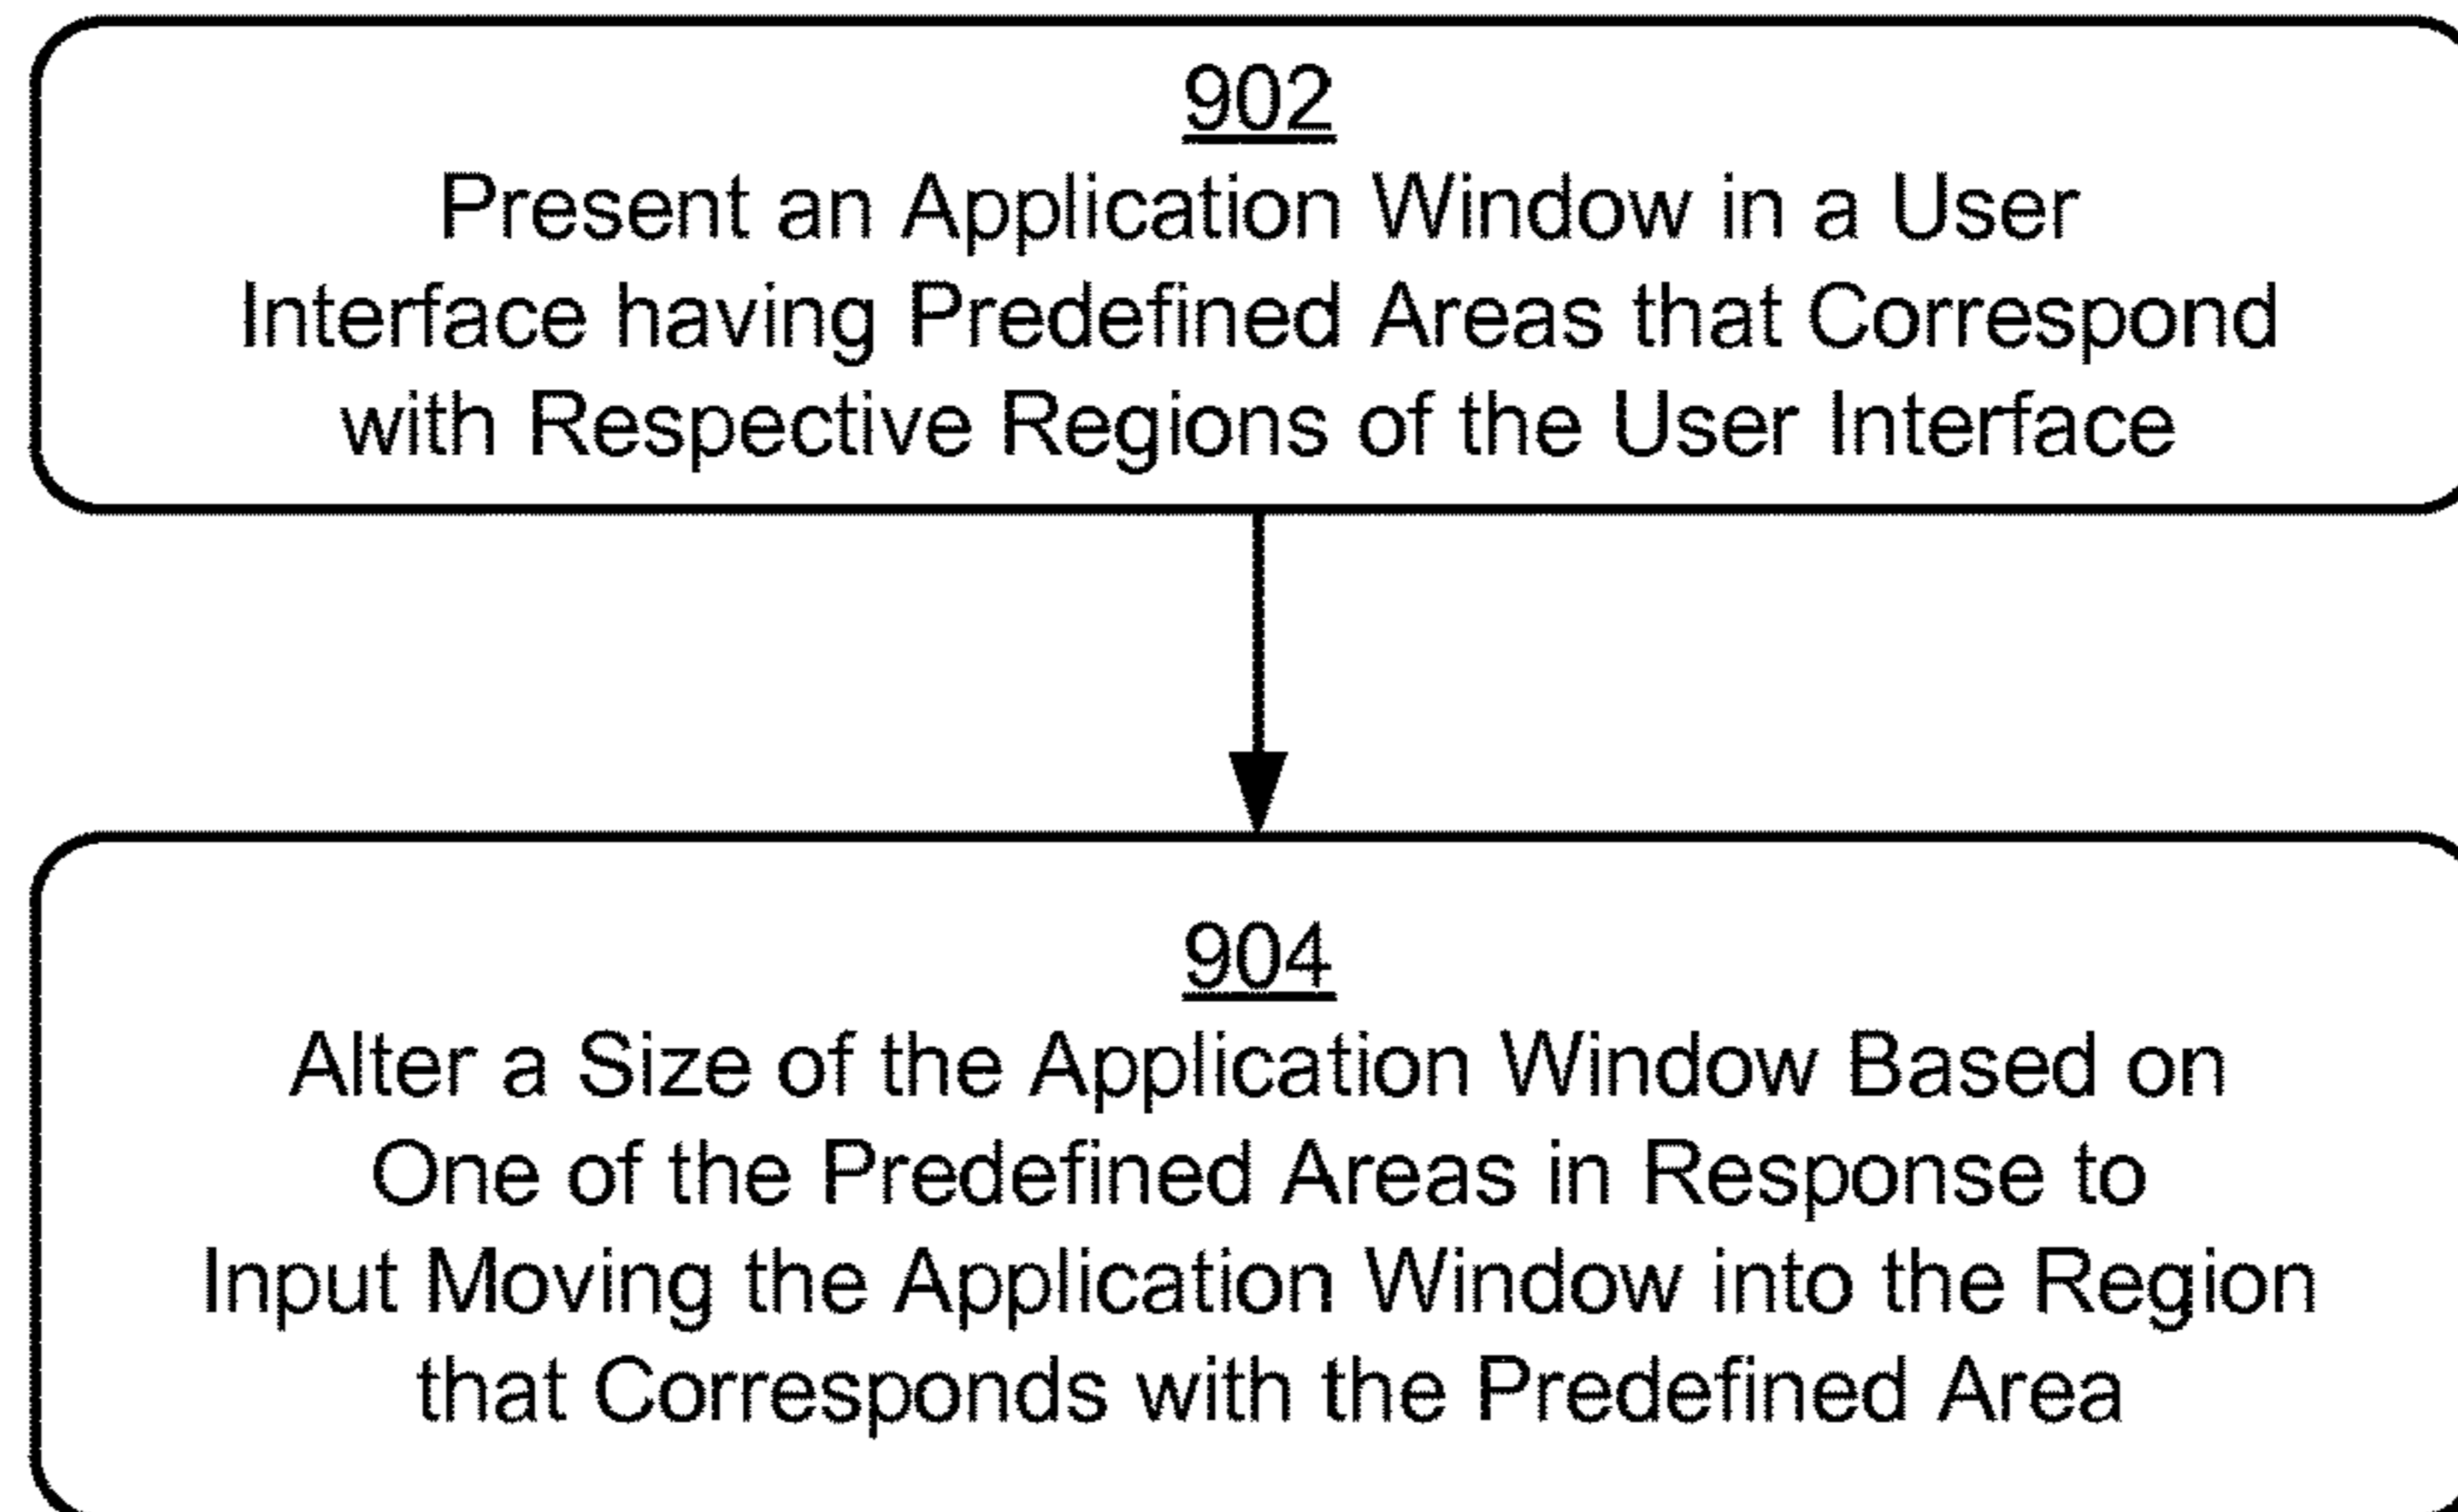 902
Present an Application Window in a User
Interface having Predefined Areas that Correspond
with Respective Regions of the User Interface
904
Alter a Size of the Application Window Based on
One of the Predefined Areas in Response to
Input Moving the Application Window into the Region
that Corresponds with the Predefined Area